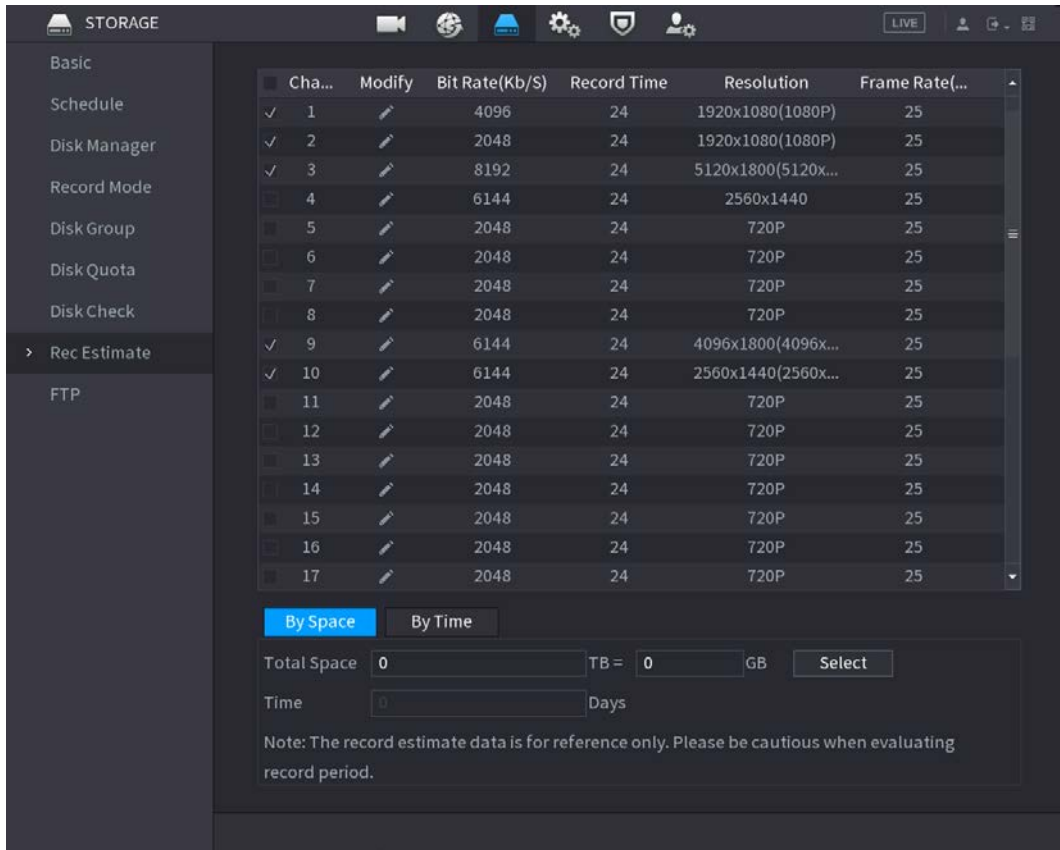 STORAGE
LIVE
Basic
Schedule
Disk Manager
Record Mode
Disk Group
Disk Quota
Disk Check
> Rec Estimate
FTP
Cha... Modify Bit Rate(Kb/S) Record Time Resolution Frame Rate(...
1 4096 24 1920x1080(1080P) 25
2 2048 24 1920x1080(1080P) 25
3 8192 24 5120x1800(5120x... 25
4 6144 24 2560x1440 25
5 2048 24 720P 25
6 2048 24 720P 25
7 2048 24 720P 25
8 2048 24 720P 25
9 6144 24 4096x1800(4096x... 25
10 6144 24 2560x1440(2560x... 25
11 2048 24 720P 25
12 2048 24 720P 25
13 2048 24 720P 25
14 2048 24 720P 25
15 2048 24 720P 25
16 2048 24 720P 25
17 2048 24 720P 25
By Space By Time
Total Space 0 TB = 0 GB Select
Time 0 Days
Note: The record estimate data is for reference only. Please be cautious when evaluating
record period.